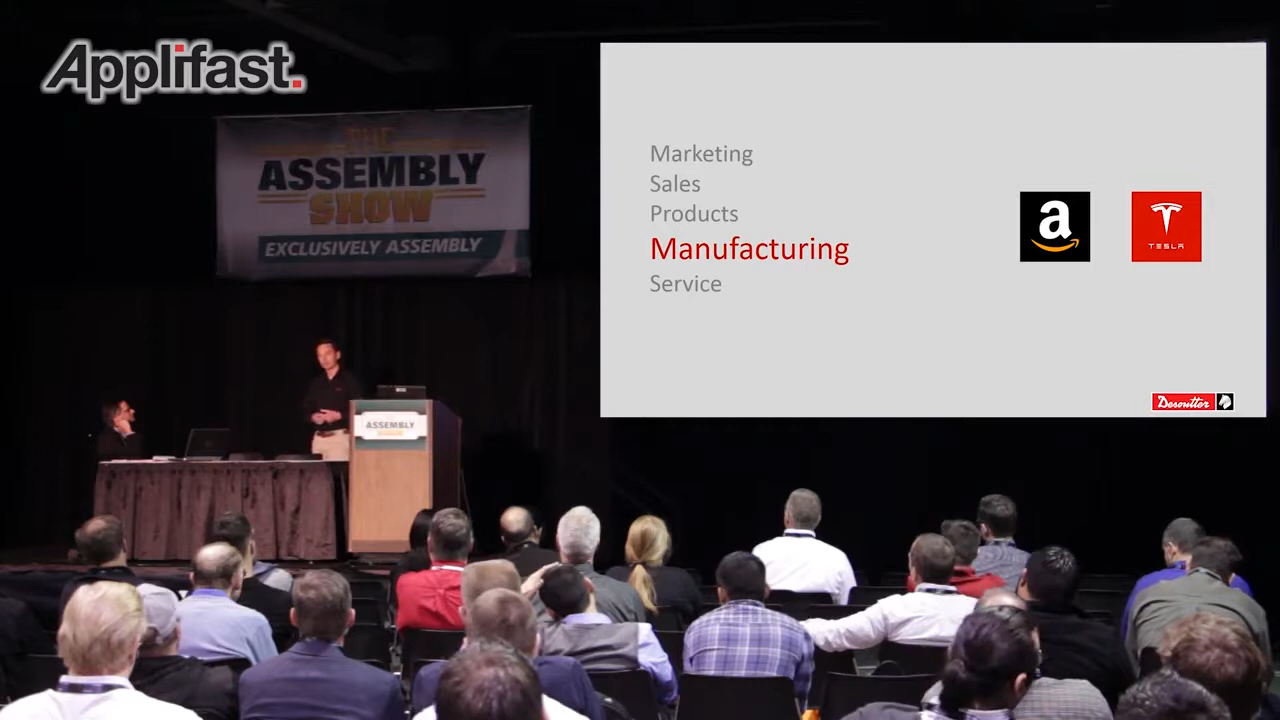 Applifast.
THE
ASSEMBLY
SHOW
EXCLUSIVELY ASSEMBLY
Marketing
Sales
Products
Manufacturing
Service
a
TESLA
Desoutter
ASSEMBLY